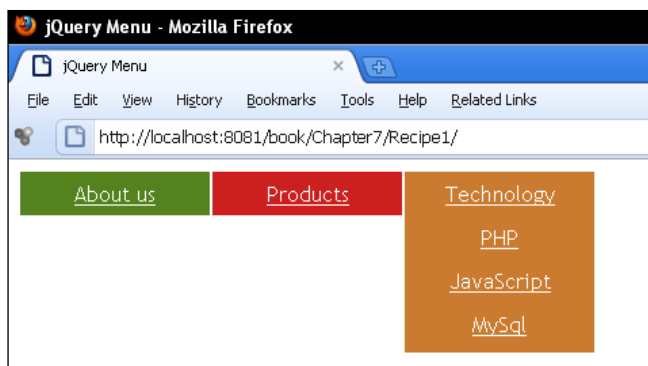 jQuery Menu - Mozilla Firefox
jQuery Menu
File Edit View History Bookmarks Tools Help Related Links
http://localhost:8081/book/Chapter7/Recipe1/
About us Products Technology
PHP
JavaScript
MySql